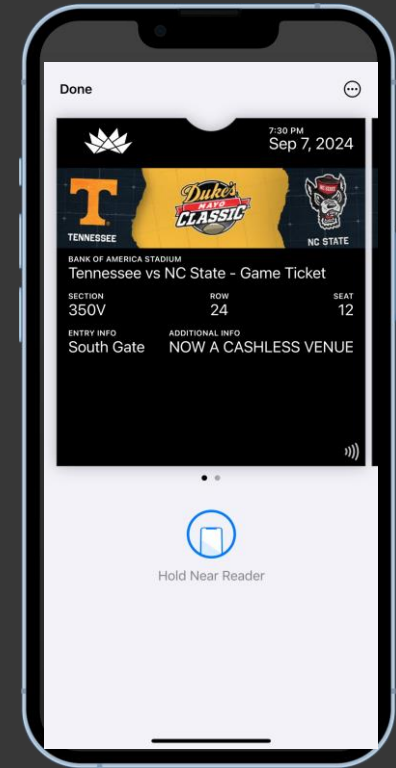 Done
7:30 PM
Sep 7, 2024
T
TENNESSEE
Duke's
MAYO
CLASSIC
NC STATE
BANK OF AMERICA STADIUM
Tennessee vs NC State - Game Ticket
SECTION ROW SEAT
350V 24 12
ENTRY INFO ADDITIONAL INFO
South Gate NOW A CASHLESS VENUE
Hold Near Reader